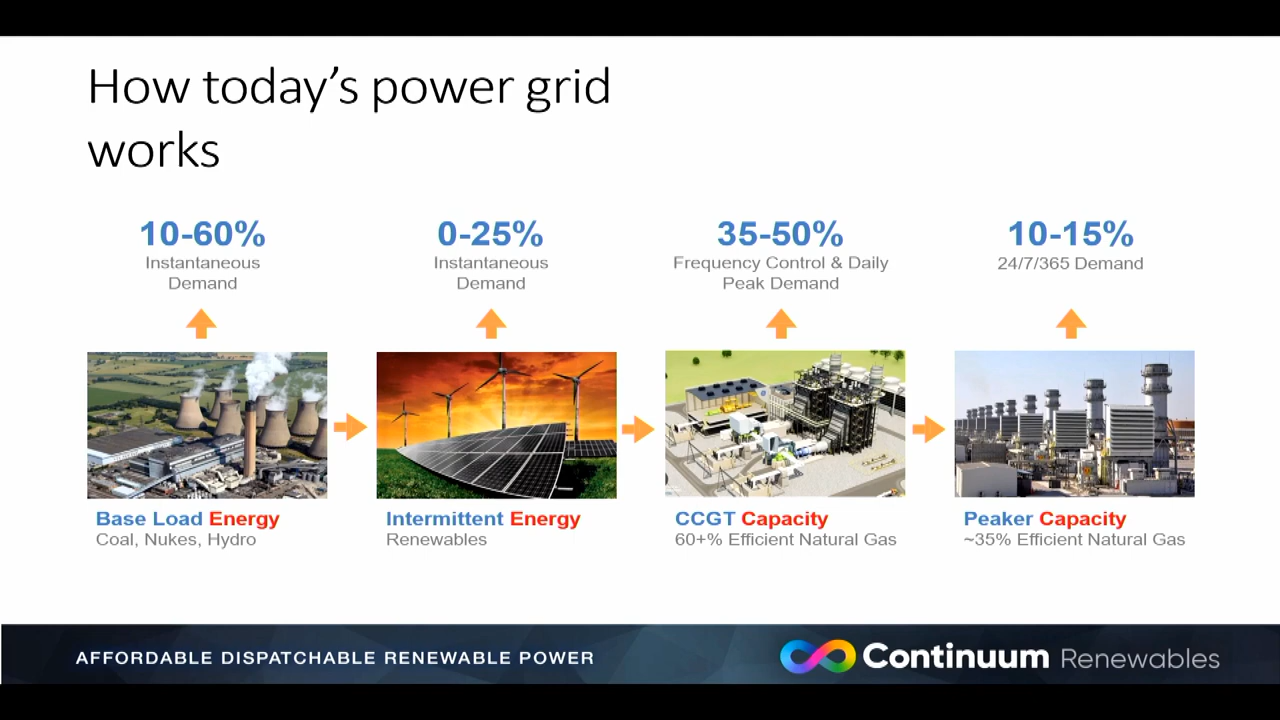 How today's power grid
works
10-60%
Instantaneous
Demand
0-25%
Instantaneous
Demand
35-50%
Frequency Control & Daily
Peak Demand
10-15%
24/7/365 Demand
Base Load Energy
Coal, Nukes, Hydro
Intermittent Energy
Renewables
CCGT Capacity
60+% Efficient Natural Gas
Peaker Capacity
~35% Efficient Natural Gas
AFFORDABLE DISPATCHABLE RENEWABLE POWER
Continuum Renewables